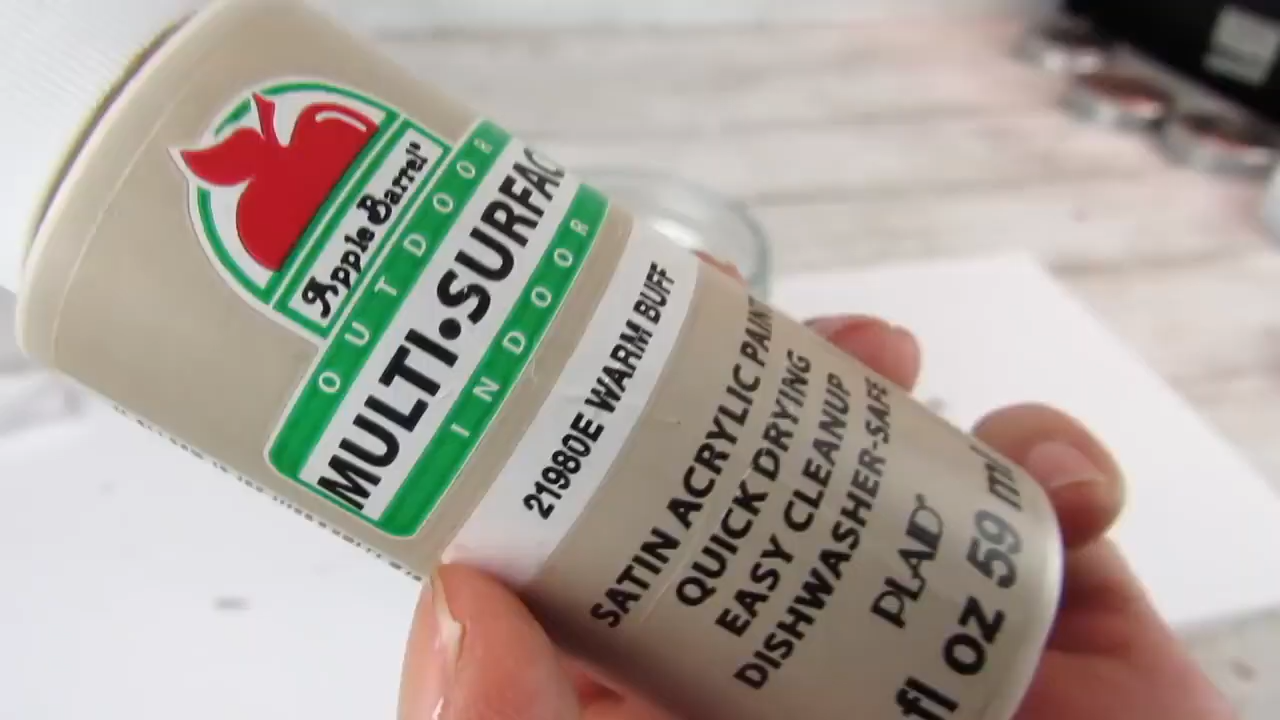 Apple Barrel®
OUTDOOR
MULTI•SURFAC
INDOOR
21980E WARM BUFF
SATIN ACRYLIC PAINT
QUICK DRYING
EASY CLEANUP
DISHWASHER-SAFE
PLAID®
fl oz 59 ml